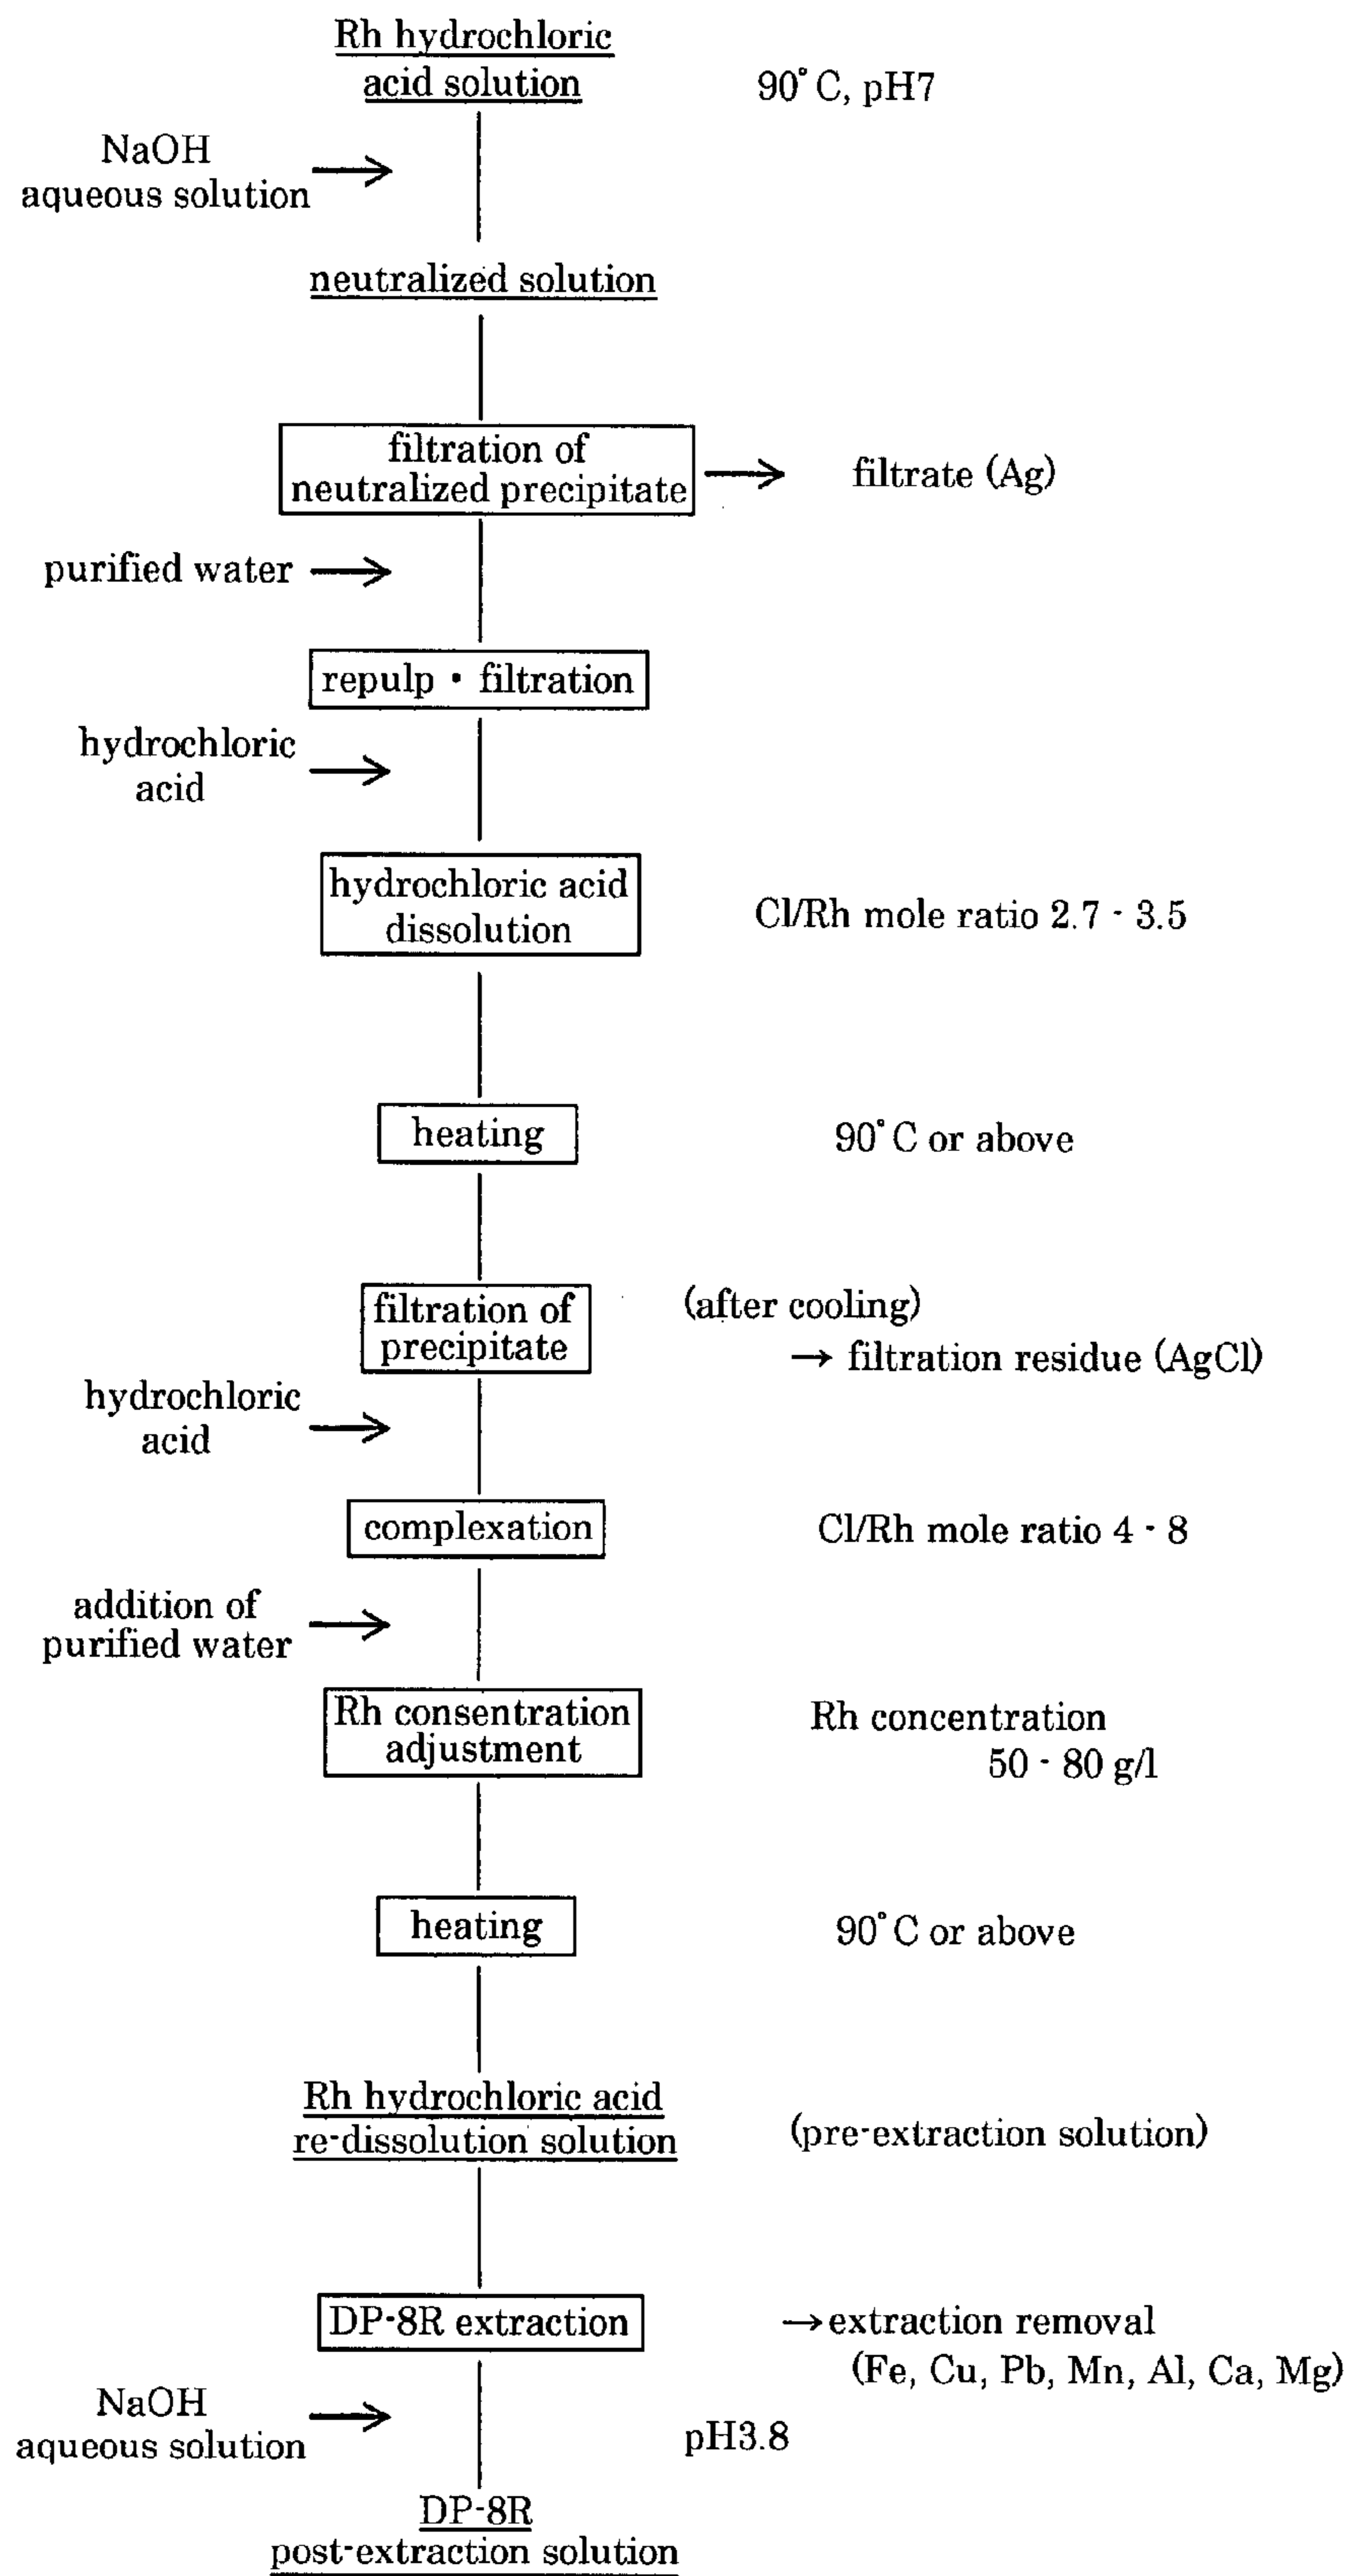 Rh hydrochloric
acid solution
90°C, pH7
NaOH
aqueous solution
neutralized solution
filtration of
neutralized precipitate
filtrate (Ag)
purified water
repulp・filtration
hydrochloric
acid
hydrochloric acid
dissolution
Cl/Rh mole ratio 2.7 - 3.5
heating
90°C or above
filtration of
precipitate
(after cooling)
→ filtration residue (AgCl)
hydrochloric
acid
complexation
Cl/Rh mole ratio 4 - 8
addition of
purified water
Rh consentration
adjustment
Rh concentration
50 - 80 g/l
heating
90°C or above
Rh hydrochloric acid
re-dissolution solution
(pre-extraction solution)
DP-8R extraction
→extraction removal
(Fe, Cu, Pb, Mn, Al, Ca, Mg)
NaOH
aqueous solution
pH3.8
DP-8R
post-extraction solution